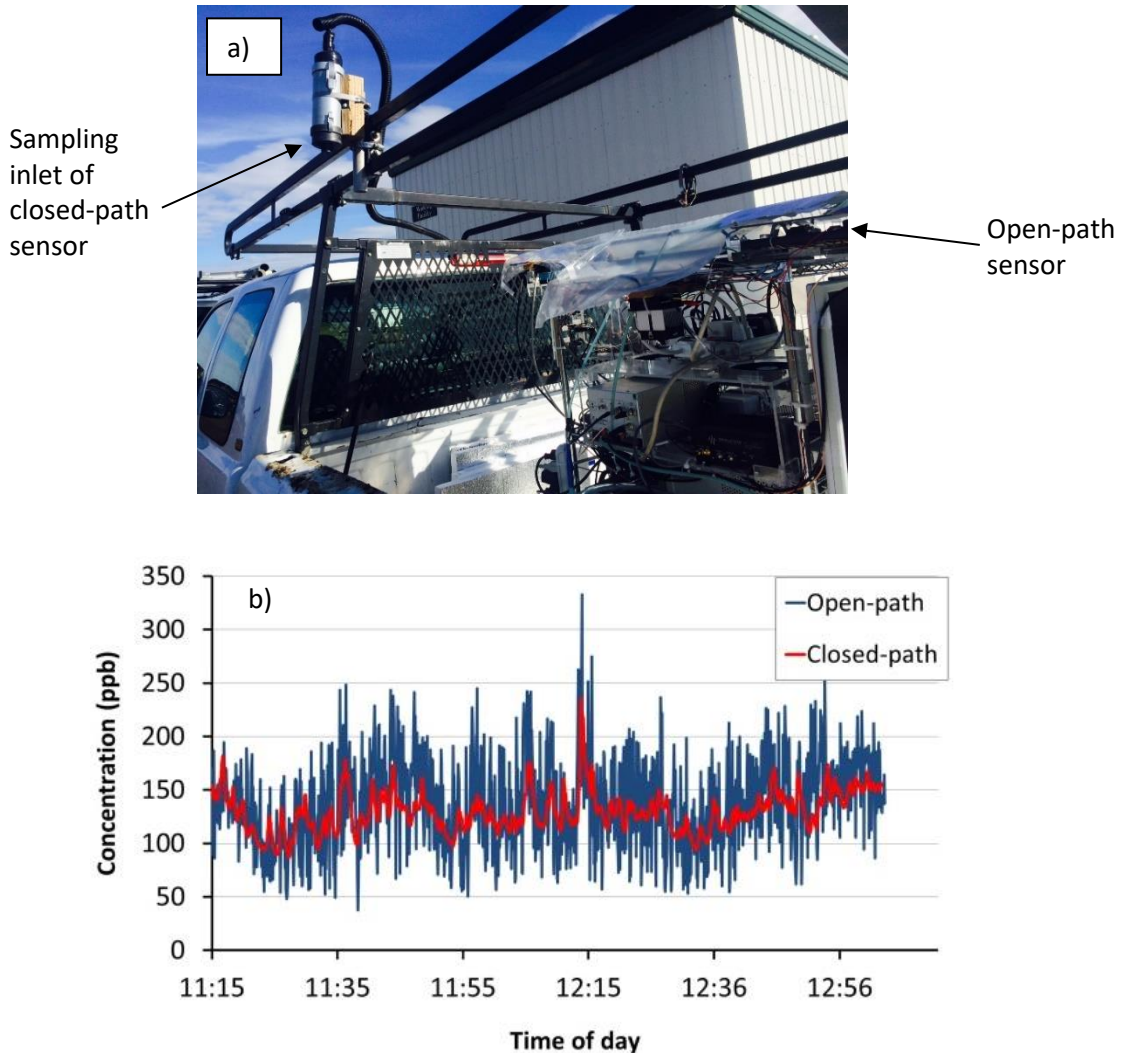 a)
Sampling
inlet of
closed-path
sensor
Open-path
sensor
b)
Concentration (ppb)
350
300
250
200
150
100
50
0
11:15
11:35
11:55
12:15
12:36
12:56
Time of day
Open-path
Closed-path